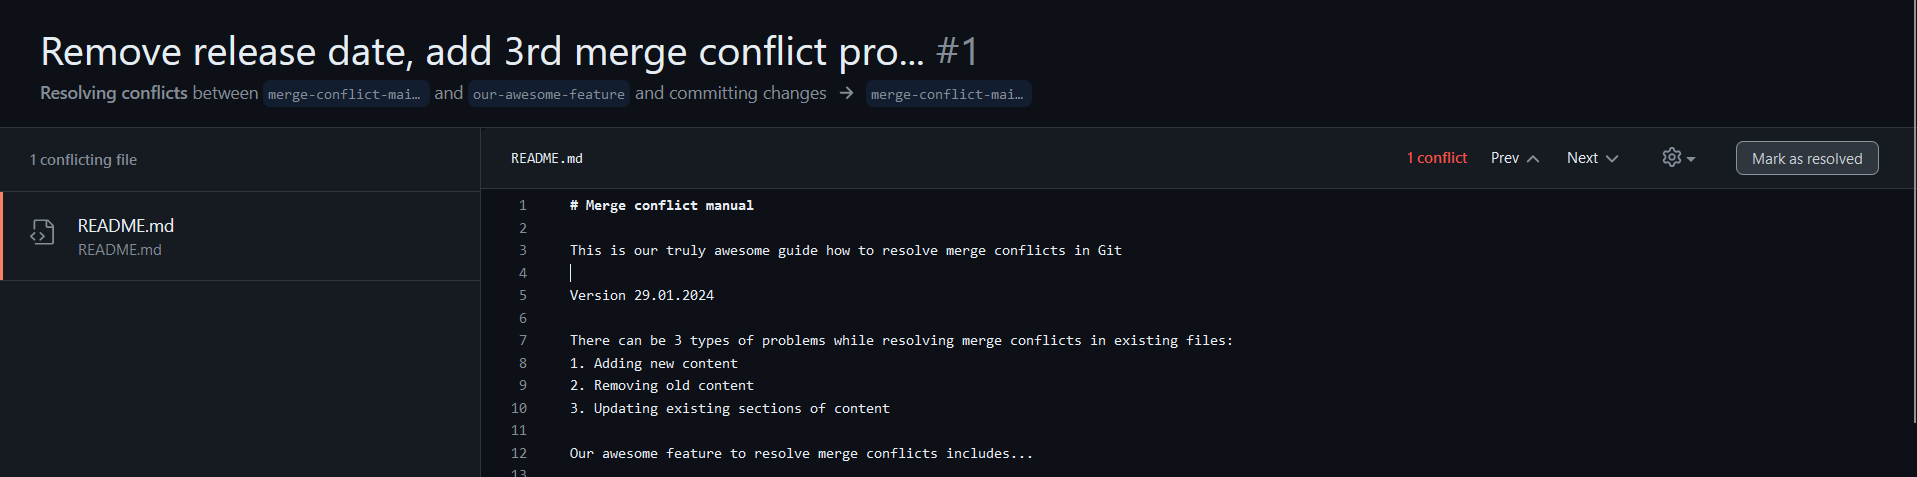 Remove release date, add 3rd merge conflict pro... #1
Resolving conflicts between merge-conflict-mai… and our-awesome-feature and committing changes → merge-conflict-mai…
1 conflicting file
README.md
README.md
README.md 1 conflict Prev Next Mark as resolved
1 # Merge conflict manual
2
3 This is our truly awesome guide how to resolve merge conflicts in Git
4
5 Version 29.01.2024
6
7 There can be 3 types of problems while resolving merge conflicts in existing files:
8 1. Adding new content
9 2. Removing old content
10 3. Updating existing sections of content
11
12 Our awesome feature to resolve merge conflicts includes...
13